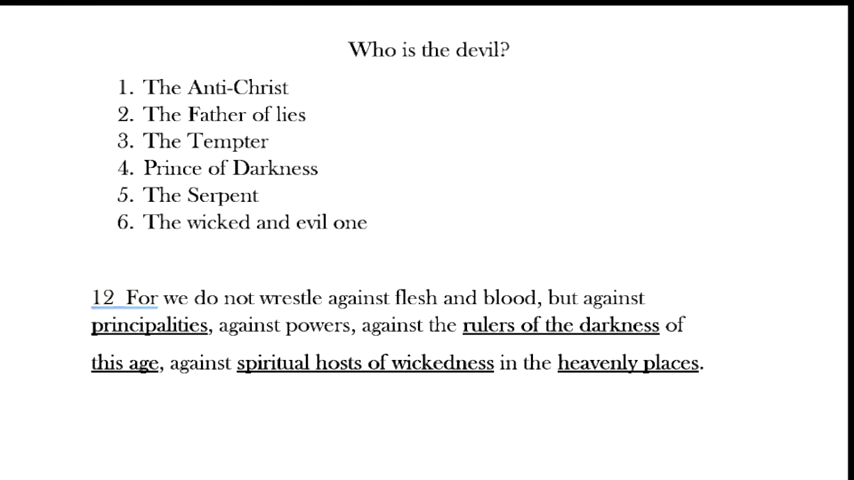 Who is the devil?
1. The Anti-Christ
2. The Father of lies
3. The Tempter
4. Prince of Darkness
5. The Serpent
6. The wicked and evil one
12 For we do not wrestle against flesh and blood, but against
principalities, against powers, against the rulers of the darkness of
this age, against spiritual hosts of wickedness in the heavenly places.